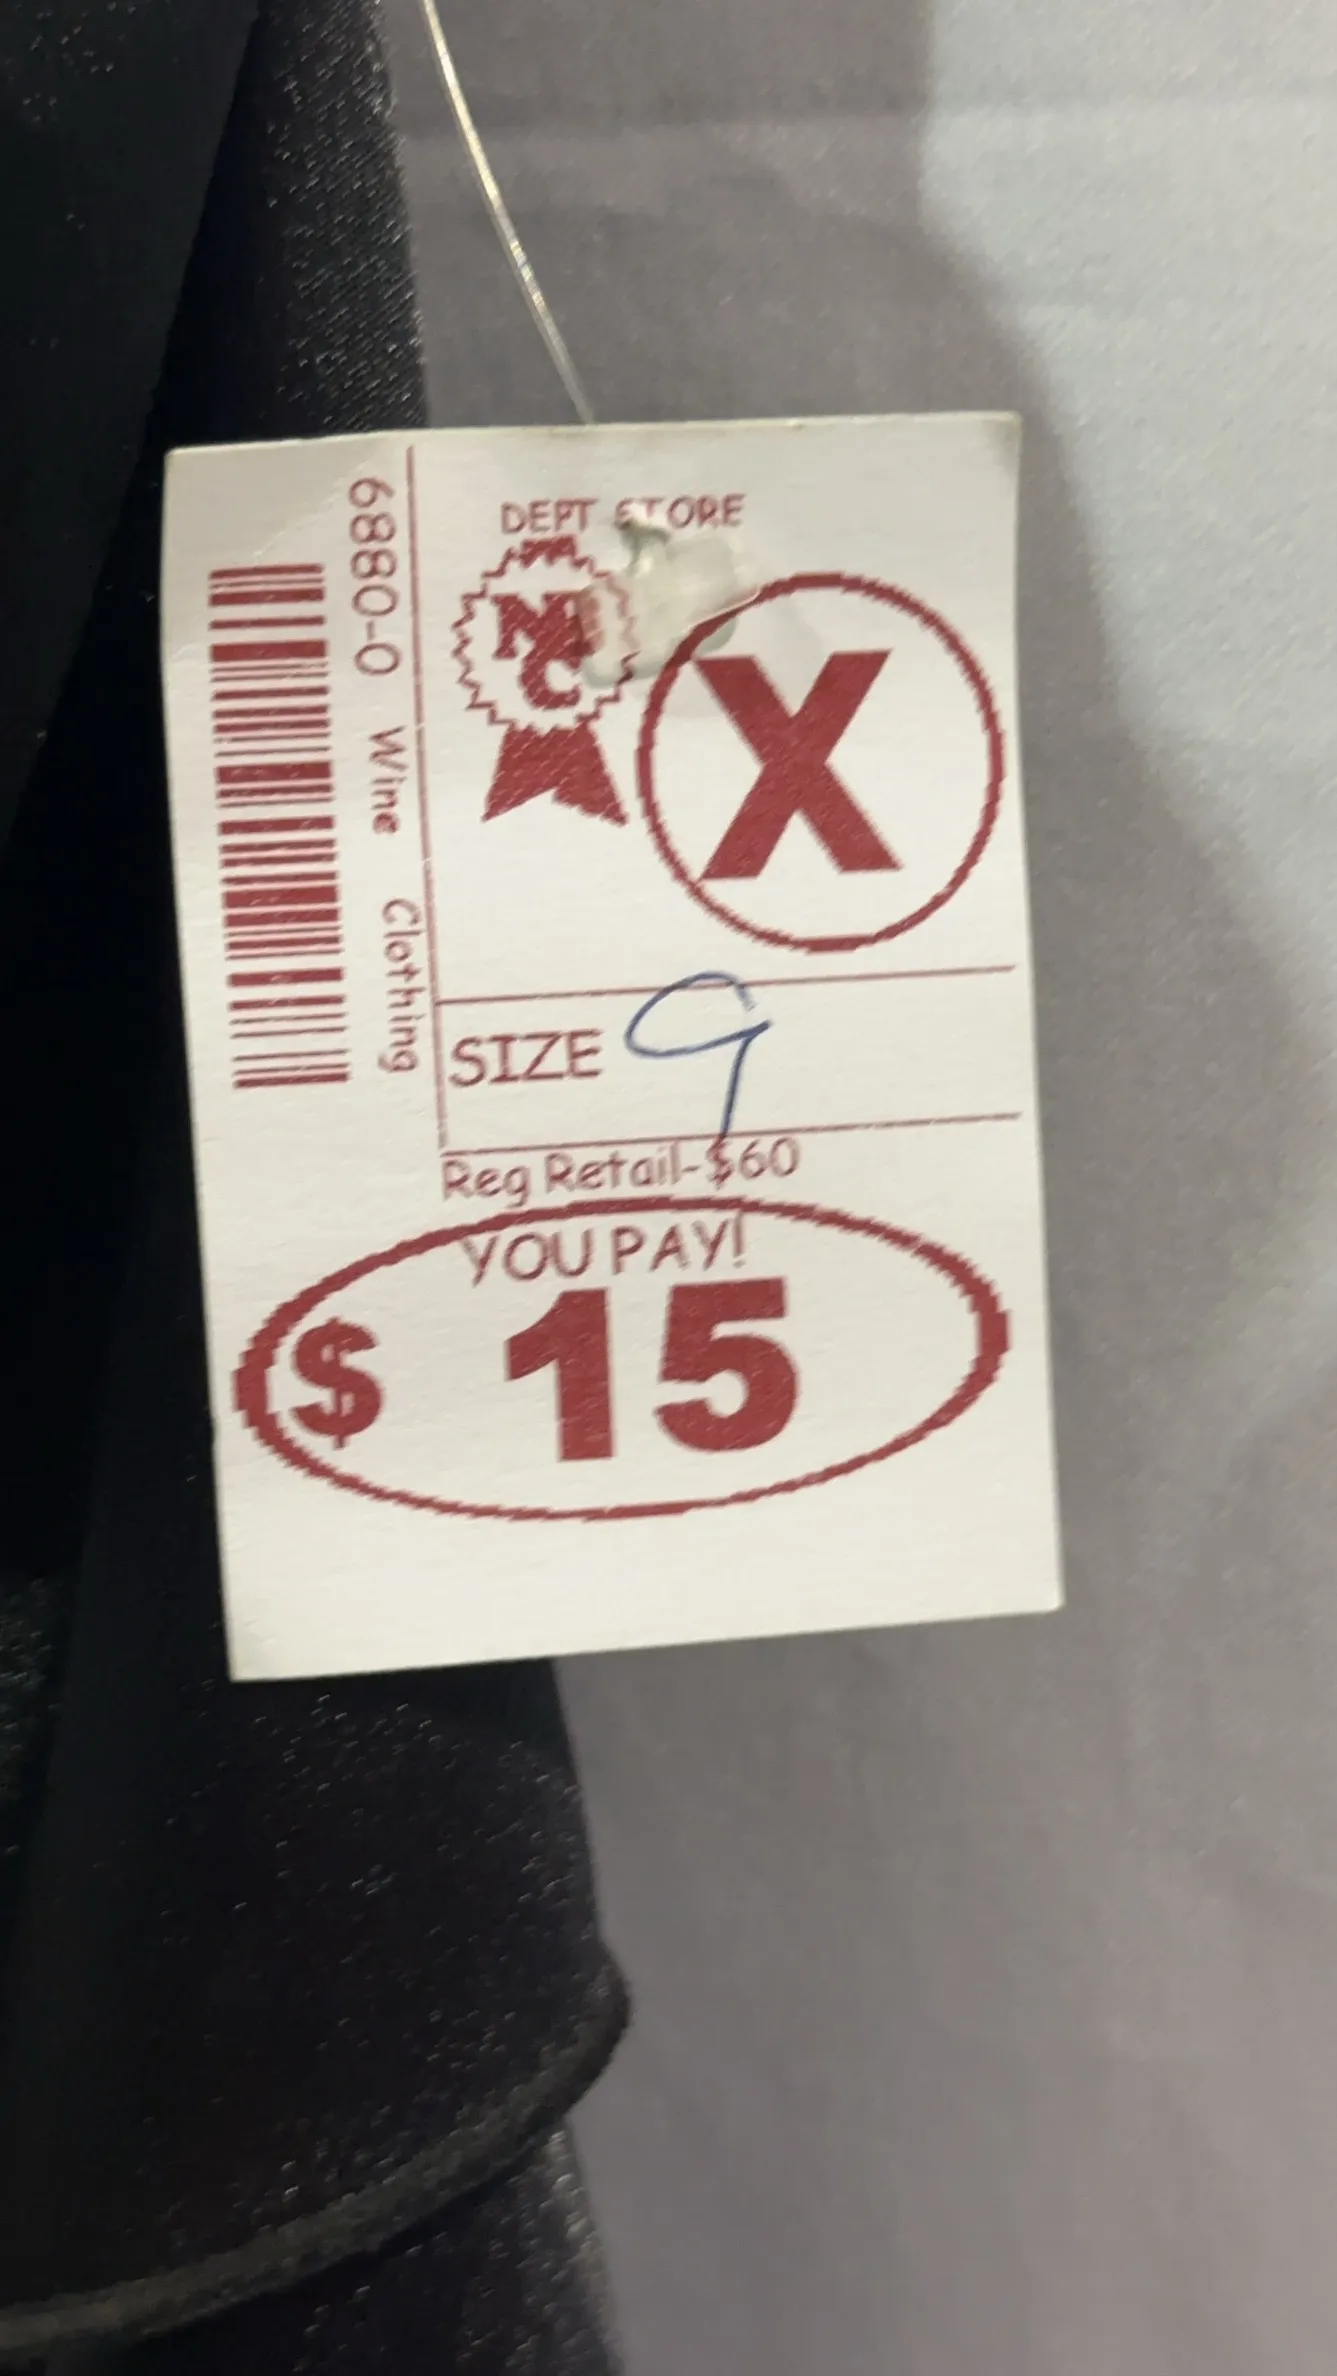 DEPT STORE
NC
X
6880-0 Wine Clothing
SIZE 9
Reg Retail-$60
YOU PAY!
$ 15